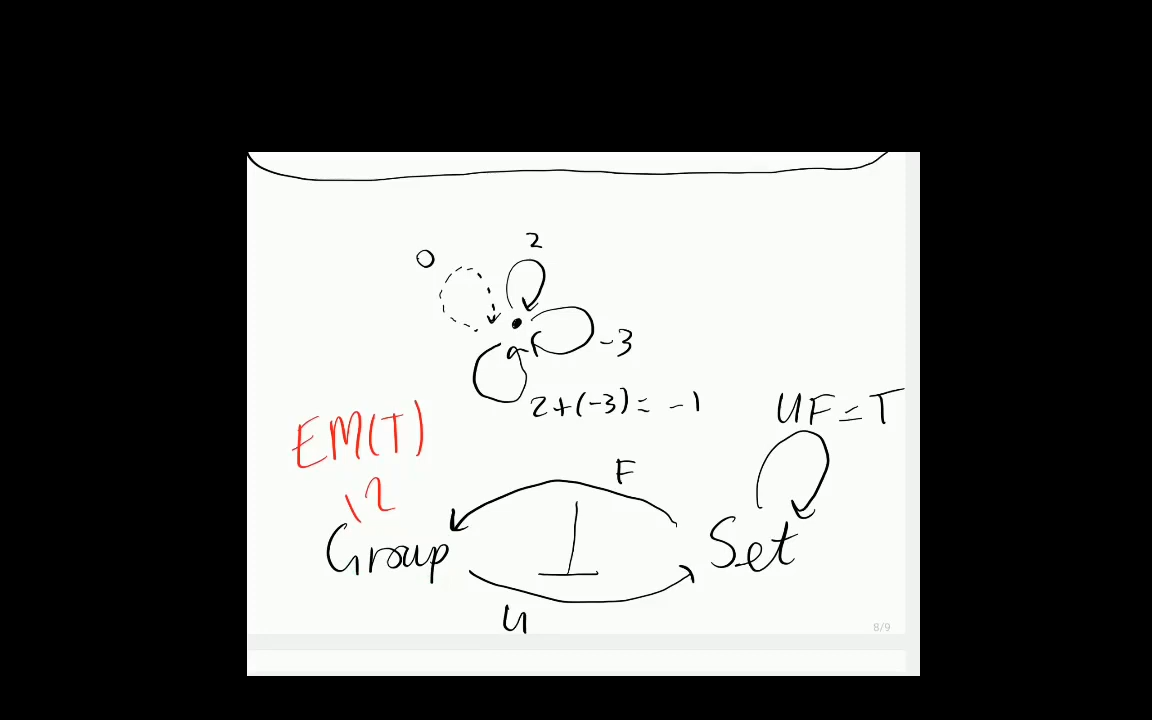 2
0
-3
2+(-3)= -1
UF=T
EM(T)
F
Group
Set
U
8/9